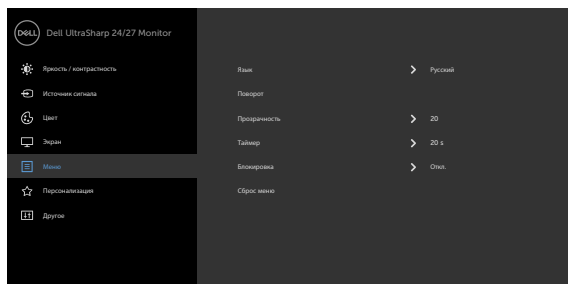 DELL Dell UltraSharp 24/27 Monitor
Яркость / контрастность
Источник сигнала
Цвет
Экран
Меню
Персонализация
Другое
Язык Русский
Поворот
Прозрачность 20
Таймер 20 s
Блокировка Откл.
Сброс меню